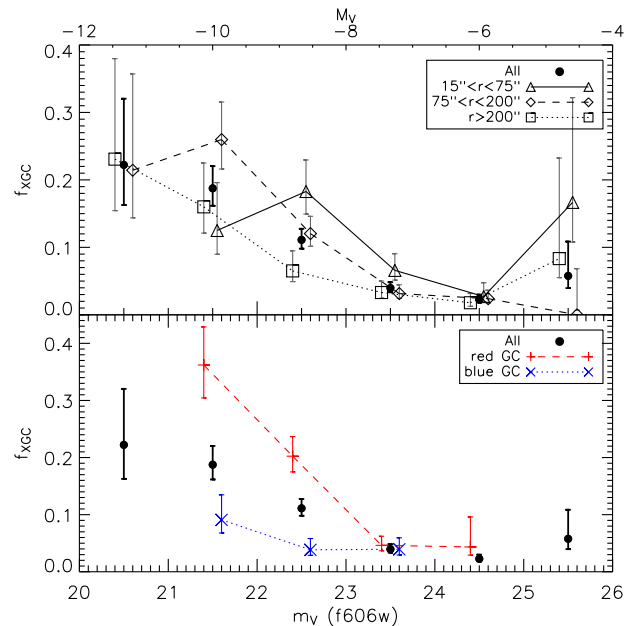 M_V
-12 -10 -8 -6 -4
All
15"<r<75"
75"<r<200"
r>200"
f_XGC
0.4
0.3
0.2
0.1
0.0
All
red GC
blue GC
f_XGC
0.4
0.3
0.2
0.1
0.0
20 21 22 23 24 25 26
m_V (f606w)